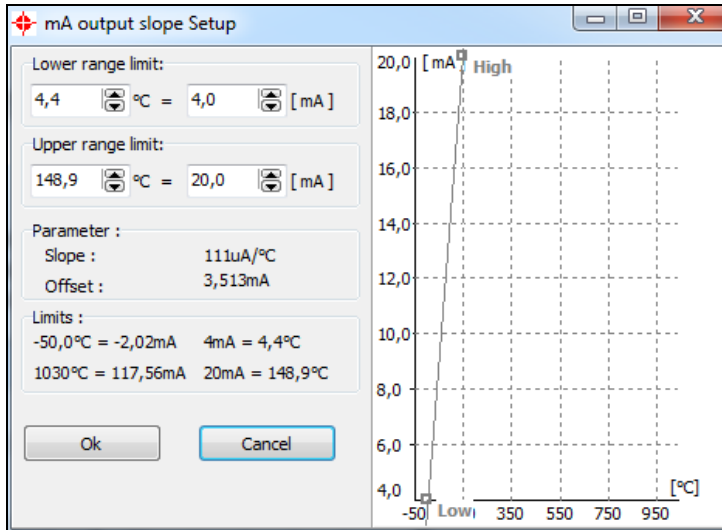 mA output slope Setup
Lower range limit:
4,4 °C = 4,0 [mA]
Upper range limit:
148,9 °C = 20,0 [mA]
Parameter :
Slope : 111uA/°C
Offset : 3,513mA
Limits :
-50,0°C = -2,02mA 4mA = 4,4°C
1030°C = 117,56mA 20mA = 148,9°C
Ok Cancel
20,0 [mA] High
18,0
16,0
14,0
12,0
10,0
8,0
6,0
4,0 [°C]
-50 Low 350 550 750 950